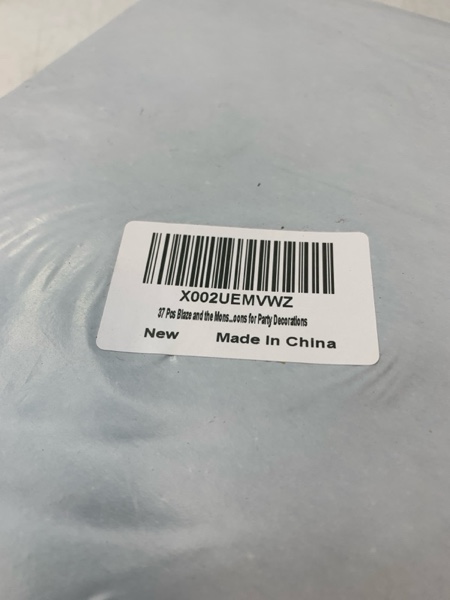 X002UEMVWZ
37 Pcs Blaze and the Mons...oons for Party Decorations
New Made In China